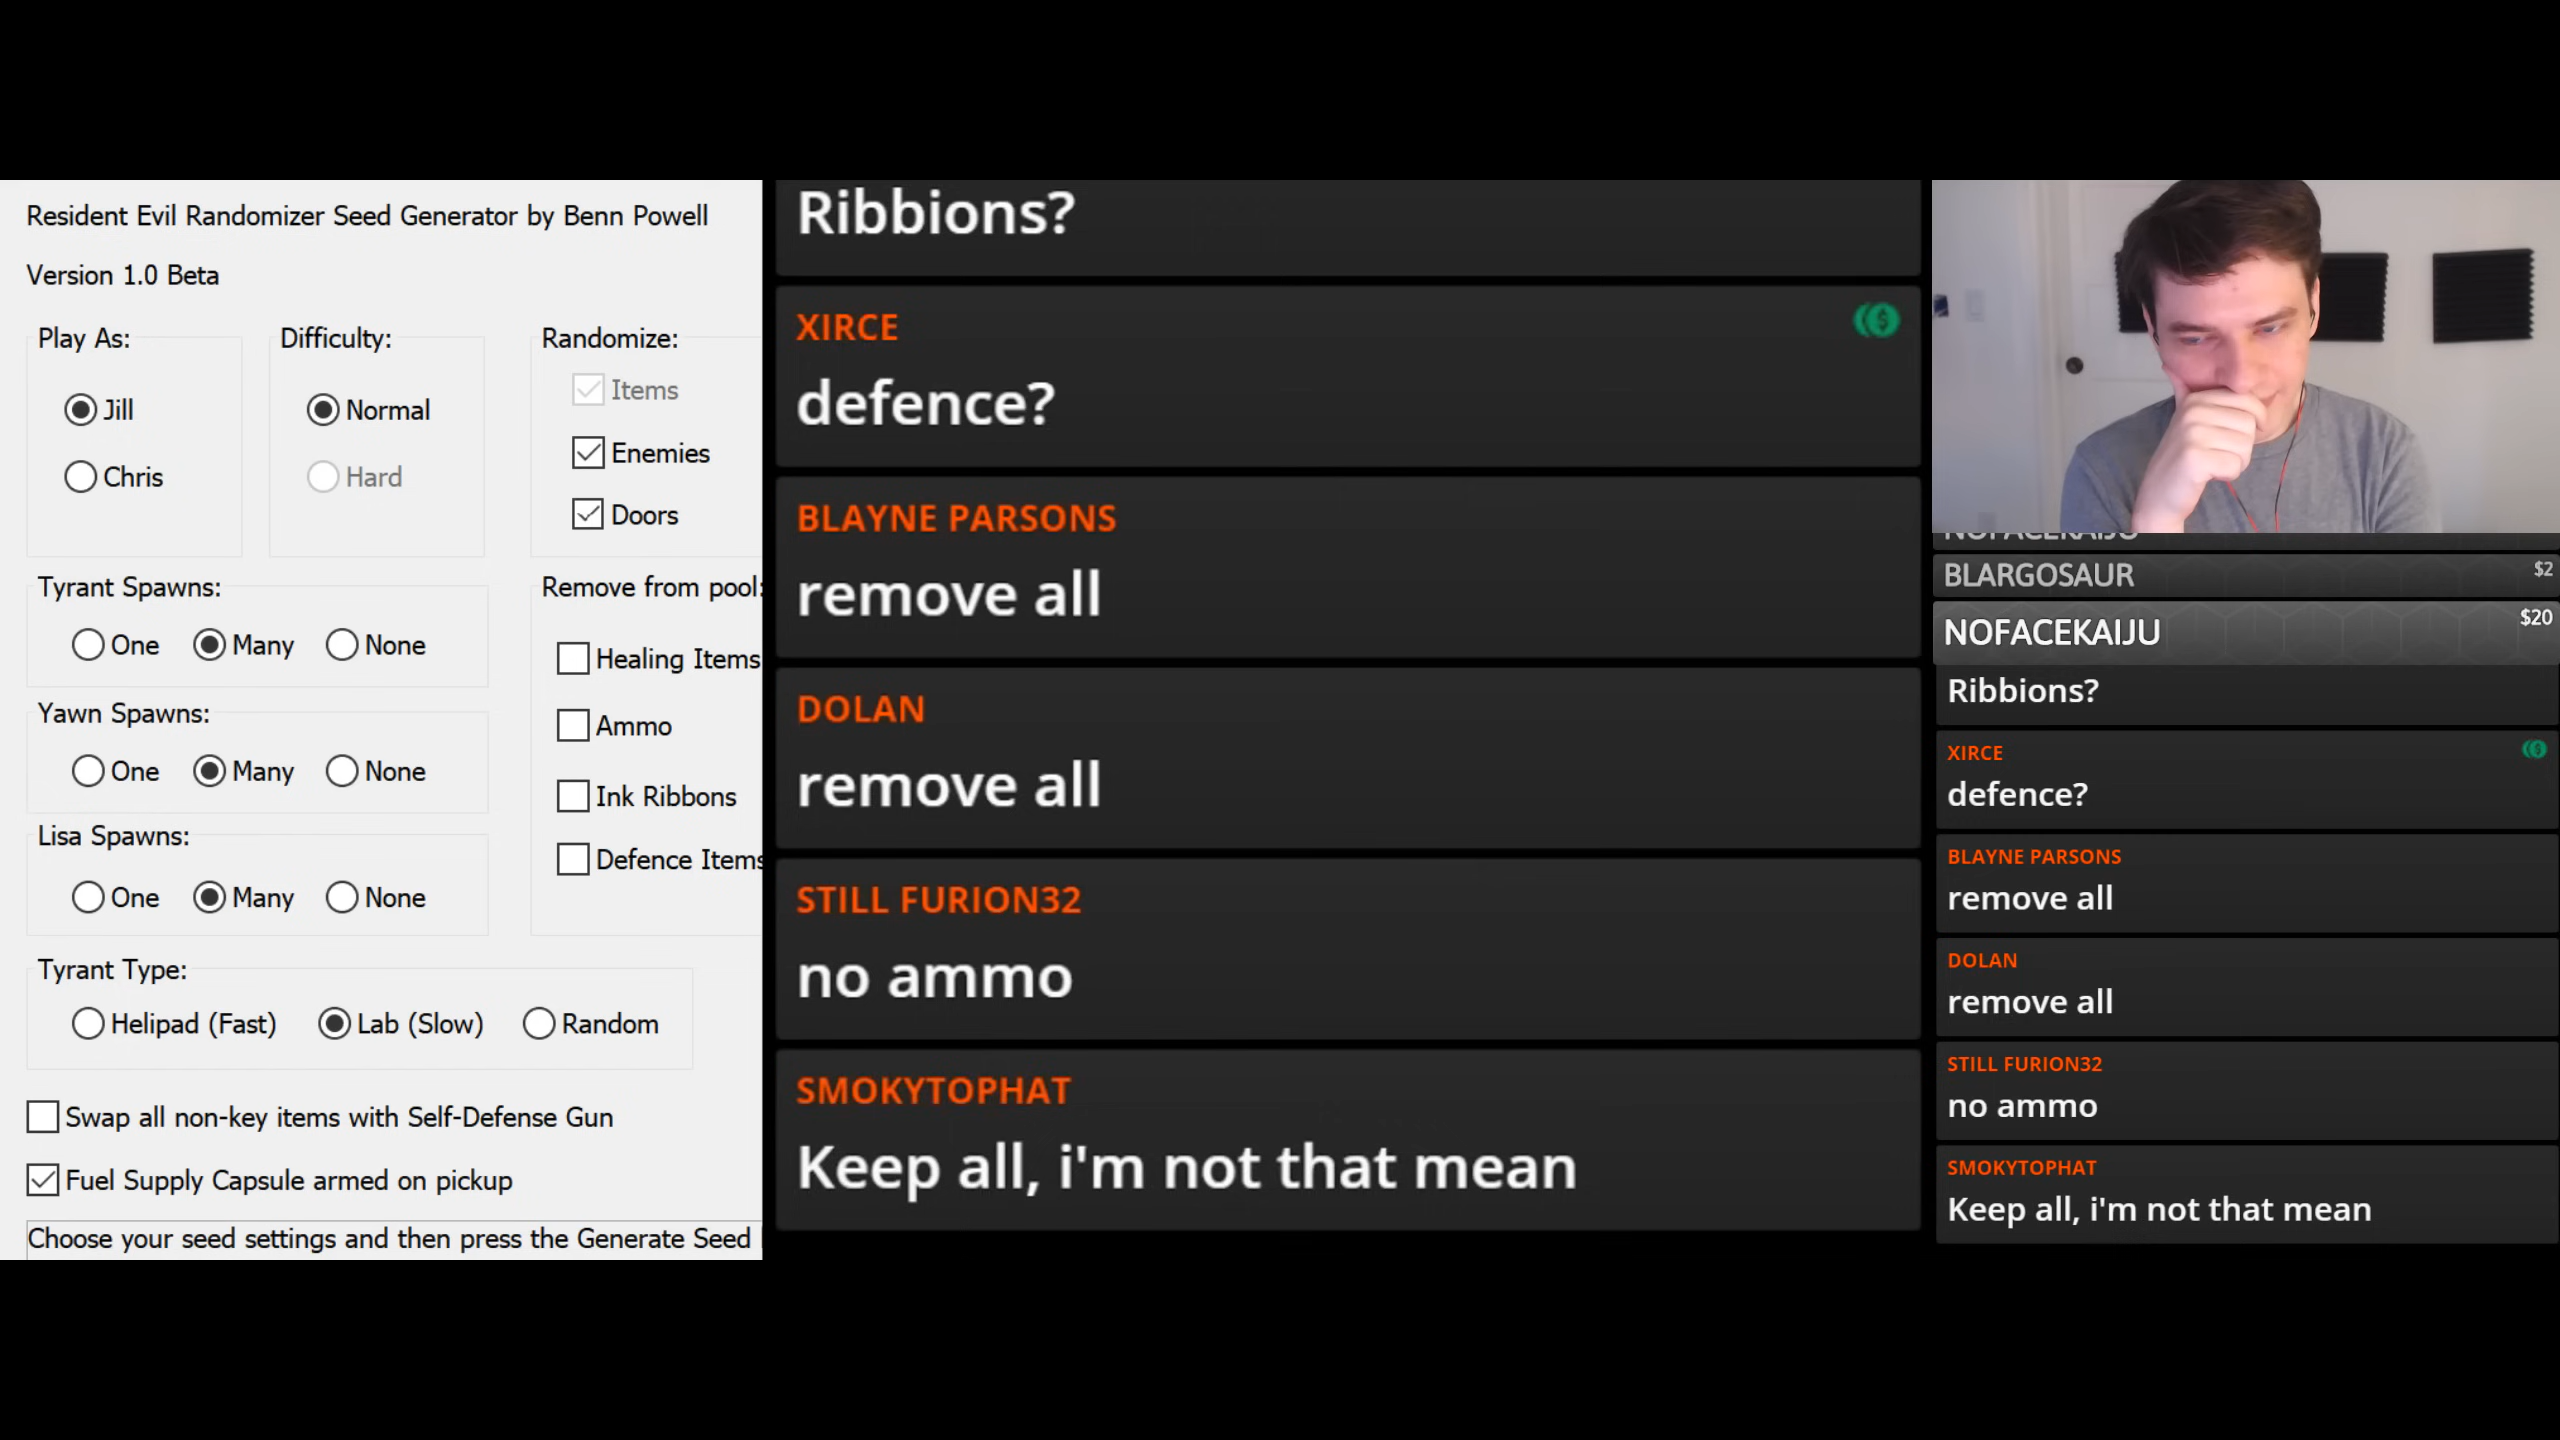 Resident Evil Randomizer Seed Generator by Benn Powell
Version 1.0 Beta
Play As:
Jill
Chris
Difficulty:
Normal
Hard
Randomize:
Items
Enemies
Doors
Tyrant Spawns:
One Many None
Yawn Spawns:
One Many None
Lisa Spawns:
One Many None
Remove from pool:
Healing Items
Ammo
Ink Ribbons
Defence Items
Tyrant Type:
Helipad (Fast) Lab (Slow) Random
Swap all non-key items with Self-Defense Gun
Fuel Supply Capsule armed on pickup
Choose your seed settings and then press the Generate Seed
Ribbions?
XIRCE
defence?
BLAYNE PARSONS
remove all
DOLAN
remove all
STILL FURION32
no ammo
SMOKYTOPHAT
Keep all, i'm not that mean
NOFACEKAIJU
BLARGOSAUR $2
NOFACEKAIJU $20
Ribbions?
XIRCE
defence?
BLAYNE PARSONS
remove all
DOLAN
remove all
STILL FURION32
no ammo
SMOKYTOPHAT
Keep all, i'm not that mean